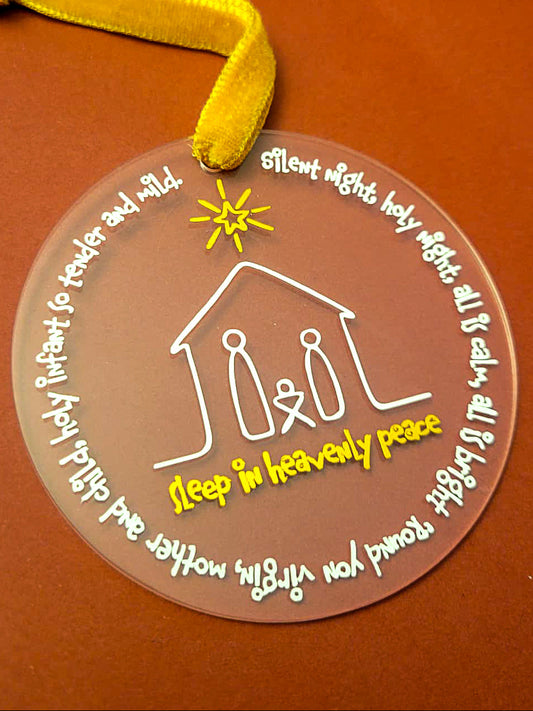 Silent night, holy night, all is calm, all is bright 'Round yon virgin, mother and child, holy infant so tender and mild.
Sleep in heavenly peace